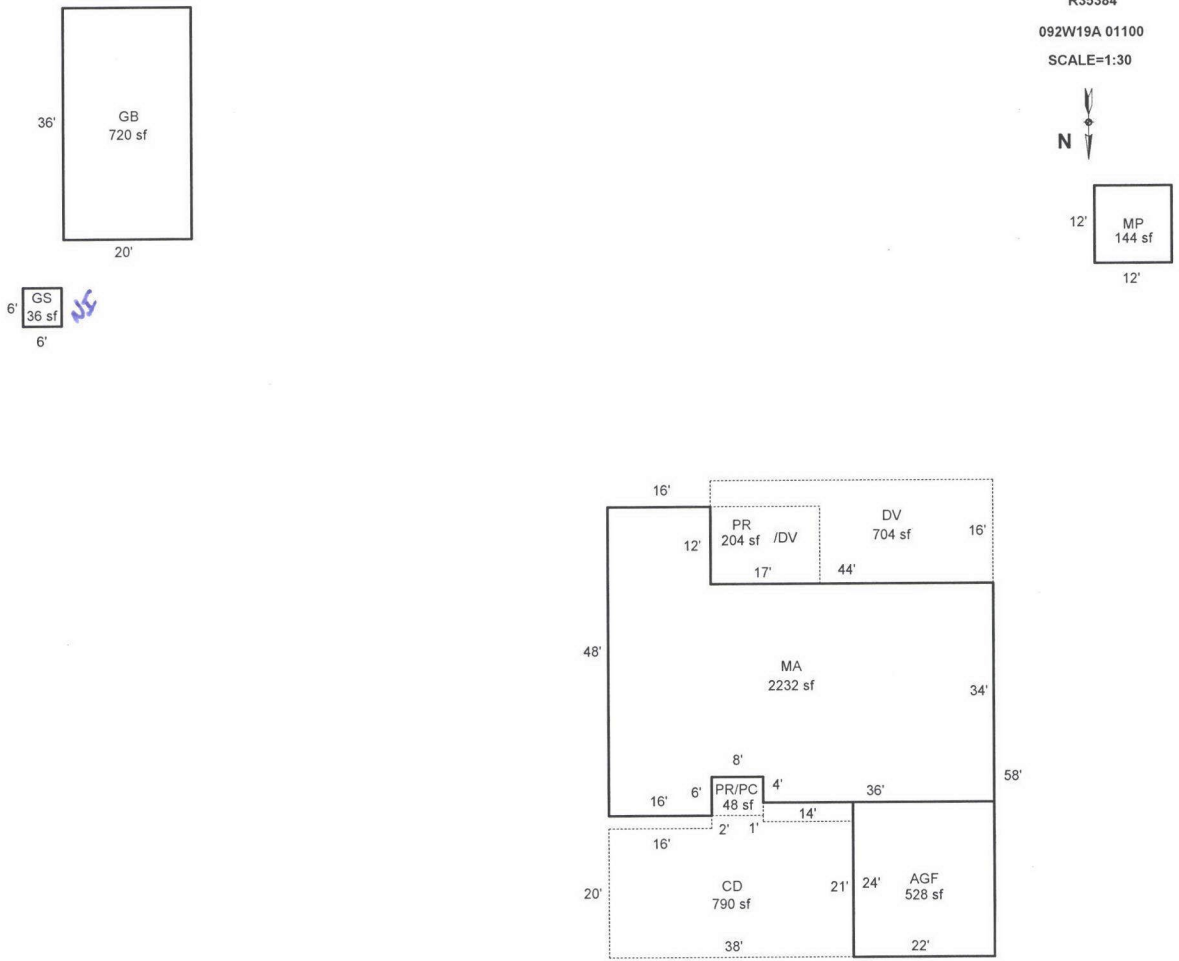 R35384
092W19A 01100
SCALE=1:30
N
36'
GB
720 sf
20'
6'
GS
36 sf
NI
6'
12'
MP
144 sf
12'
16'
12'
PR
204 sf /DV
17'
DV
704 sf
16'
44'
48'
MA
2232 sf
34'
58'
8'
6'
PR/PC
48 sf
4'
36'
16'
14'
2'
1'
16'
20'
CD
790 sf
21'
24'
AGF
528 sf
38'
22'